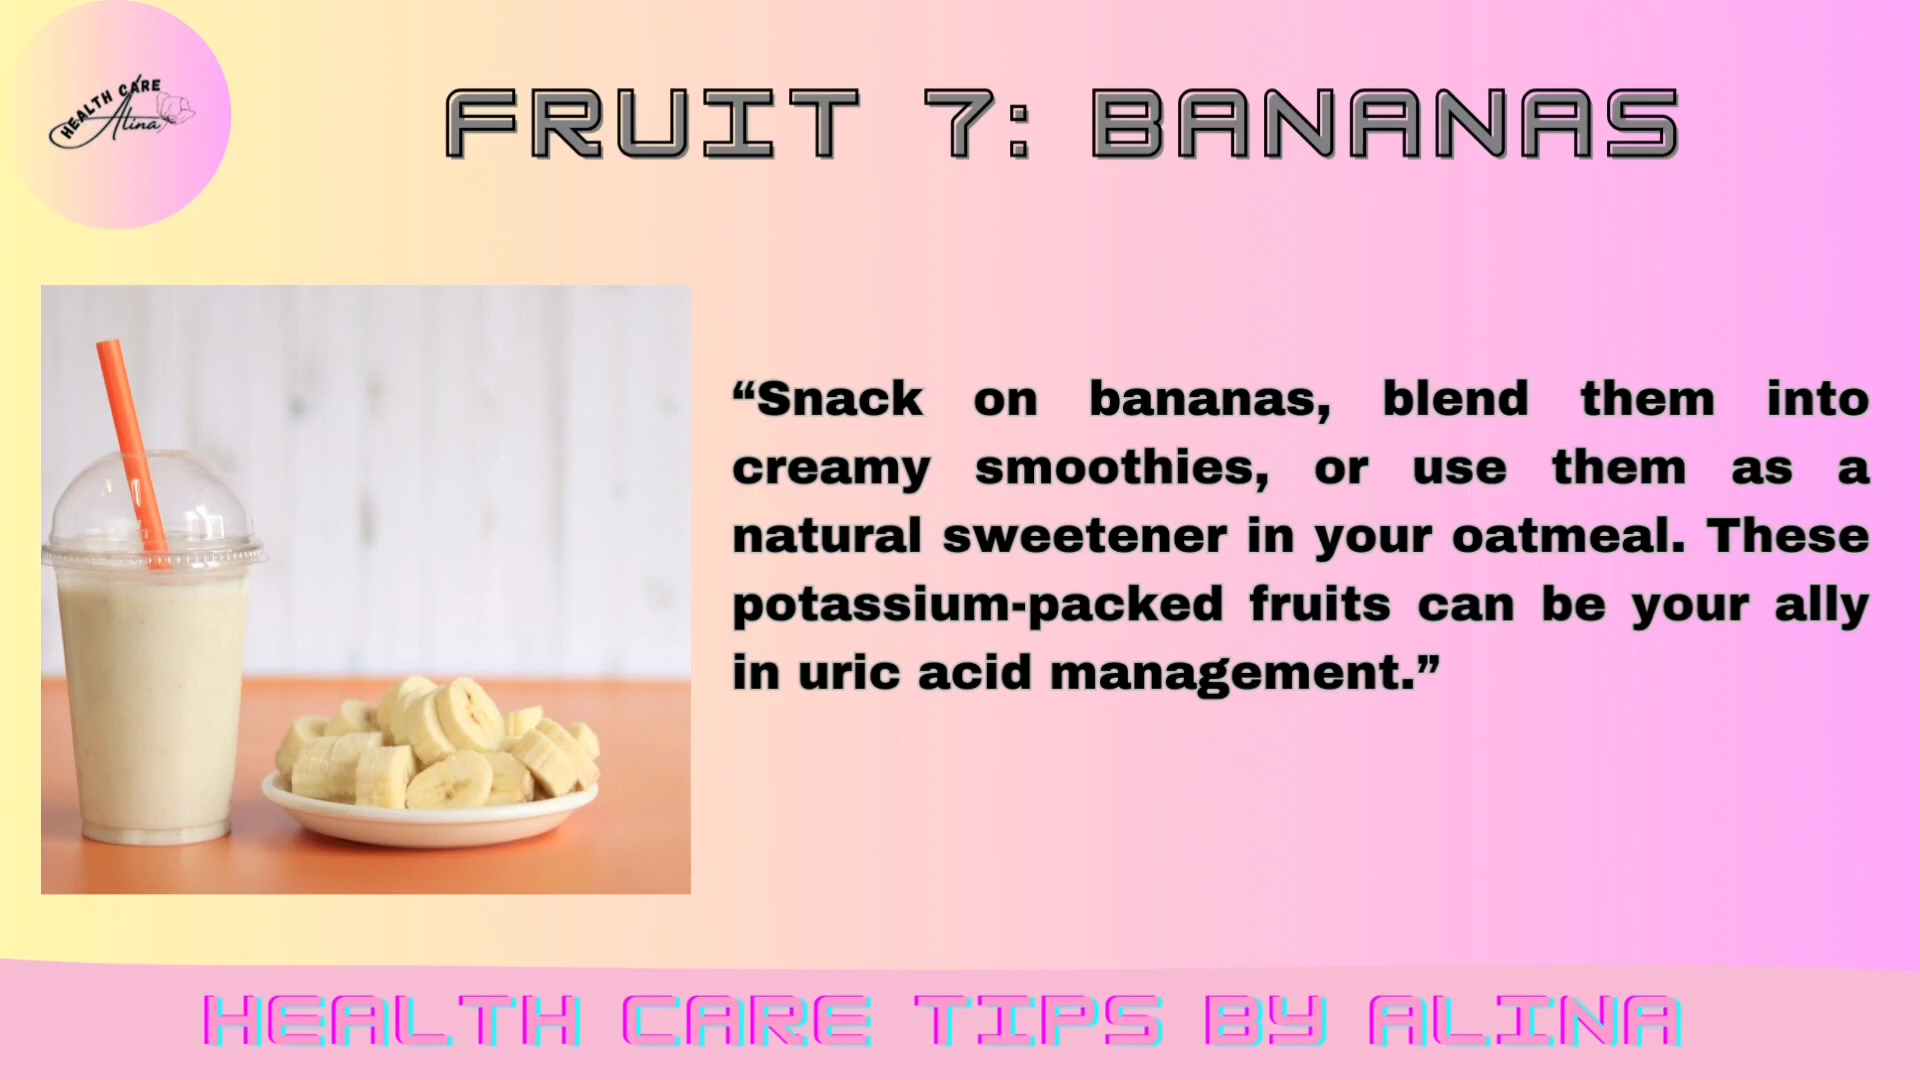 HEALTH CARE
Alina
FRUIT 7: BANANAS
“Snack on bananas, blend them into
creamy smoothies, or use them as a
natural sweetener in your oatmeal. These
potassium-packed fruits can be your ally
in uric acid management.”
HEALTH CARE TIPS BY ALINA